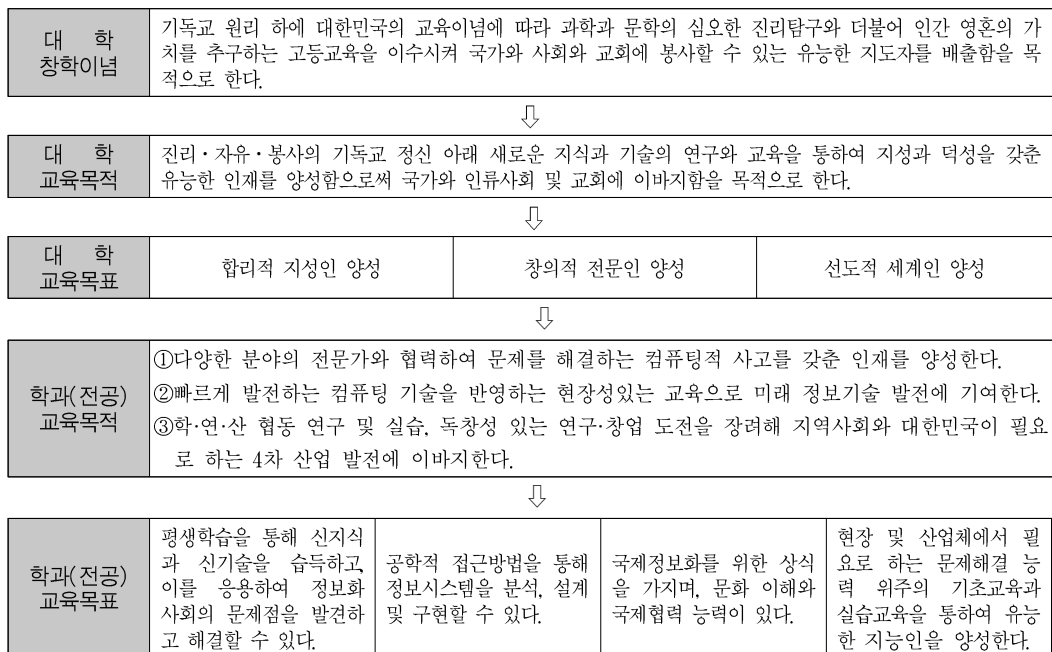 대 학
창학이념
기독교 원리 하에 대한민국의 교육이념에 따라 과학과 문학의 심오한 진리탐구와 더불어 인간 영혼의 가
치를 추구하는 고등교육을 이수시켜 국가와 사회와 교회에 봉사할 수 있는 유능한 지도자를 배출함을 목
적으로 한다.
⇩
대 학
교육목적
진리·자유·봉사의 기독교 정신 아래 새로운 지식과 기술의 연구와 교육을 통하여 지성과 덕성을 갖춘
유능한 인재를 양성함으로써 국가와 인류사회 및 교회에 이바지함을 목적으로 한다.
⇩
대 학
교육목표
합리적 지성인 양성
창의적 전문인 양성
선도적 세계인 양성
⇩
학과(전공)
교육목적
①다양한 분야의 전문가와 협력하여 문제를 해결하는 컴퓨팅적 사고를 갖춘 인재를 양성한다.
②빠르게 발전하는 컴퓨팅 기술을 반영하는 현장성있는 교육으로 미래 정보기술 발전에 기여한다.
③학·연·산 협동 연구 및 실습, 독창성 있는 연구·창업 도전을 장려해 지역사회와 대한민국이 필요
로 하는 4차 산업 발전에 이바지한다.
⇩
학과(전공)
교육목표
평생학습을 통해 신지식
과 신기술을 습득하고,
이를 응용하여 정보화
사회의 문제점을 발견하
고 해결할 수 있다.
공학적 접근방법을 통해
정보시스템을 분석, 설계
및 구현할 수 있다.
국제정보화를 위한 상식
을 가지며, 문화 이해와
국제협력 능력이 있다.
현장 및 산업체에서 필
요로 하는 문제해결 능
력 위주의 기초교육과
실습교육을 통하여 유능
한 지능인을 양성한다.